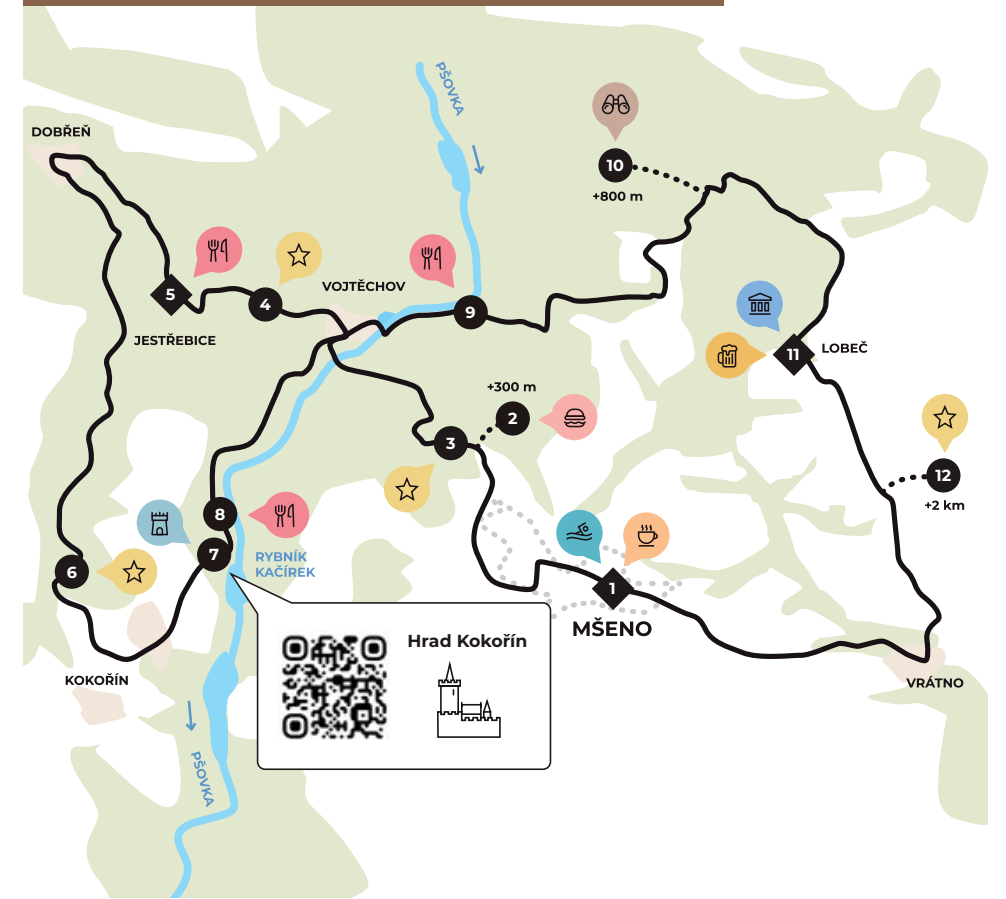 PŠOVKA
DOBŘEŇ
10
+800 m
5
4
VOJTĚCHOV
9
JESTŘEBICE
11
LOBEČ
+300 m
2
3
12
+2 km
8
7
RYBNÍK
KAČÍREK
6
1
MŠENO
Hrad Kokořín
KOKOŘÍN
VRÁTNO
PŠOVKA